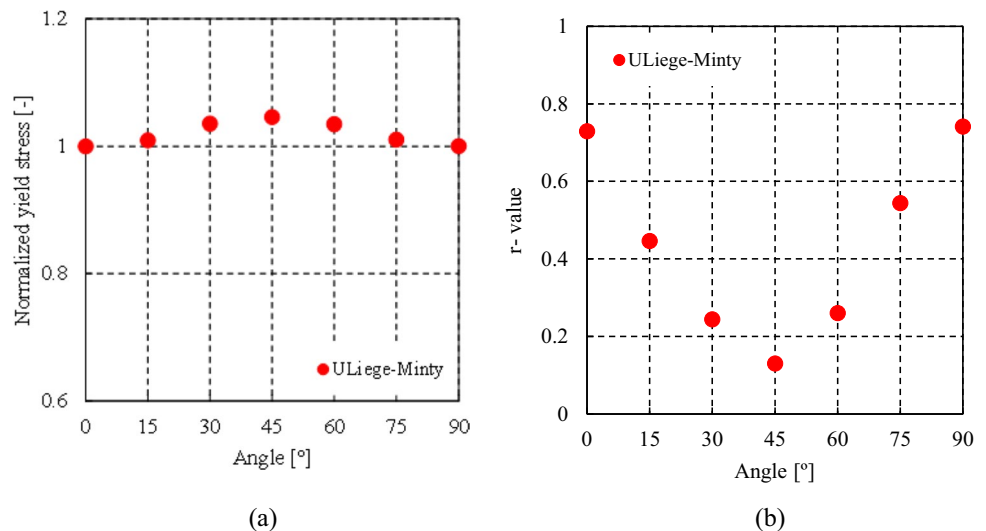 1.2
1
0.8
0.6
Normalized yield stress [-]
ULiege-Minty
0 15 30 45 60 75 90
Angle [°]
(a)
1
0.8
0.6
0.4
0.2
0
r- value
ULiege-Minty
0 15 30 45 60 75 90
Angle [º]
(b)